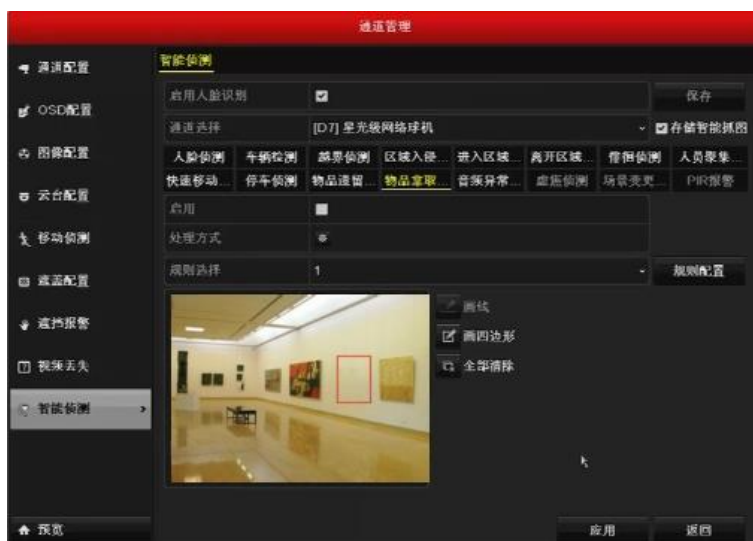 通道管理
通道配置
OSD配置
图像配置
云台配置
移动侦测
遮盖配置
遮挡报警
视频丢失
智能侦测
预览
智能侦测
启用人脸识别
保存
通道选择 [D7] 星光级网络球机 存储智能抓图
人脸侦测 车辆检测 越界侦测 区域入侵... 进入区域... 离开区域... 徘徊侦测 人员聚集...
快速移动... 停车侦测 物品遗留... 物品拿取... 音频异常... 虚焦侦测 场景变更... PIR报警
启用
处理方式
规则选择 1 规则配置
画线
画四边形
全部清除
应用 返回